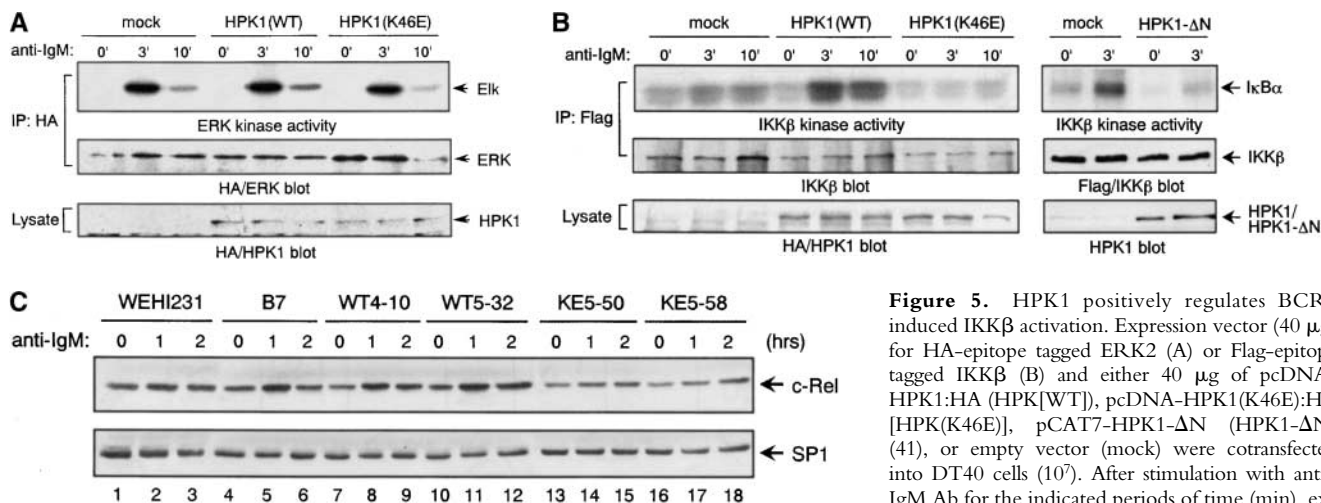 A
mock HPK1(WT) HPK1(K46E)
anti-IgM: 0' 3' 10' 0' 3' 10' 0' 3' 10'
IP: HA
Elk
ERK kinase activity
ERK
HA/ERK blot
Lysate
HPK1
HA/HPK1 blot
B
mock HPK1(WT) HPK1(K46E) mock HPK1-ΔN
anti-IgM: 0' 3' 10' 0' 3' 10' 0' 3' 10' 0' 3' 0' 3'
IP: Flag
IκBα
IKKβ kinase activity IKKβ kinase activity
IKKβ
IKKβ blot Flag/IKKβ blot
Lysate
HPK1/
HPK1-ΔN
HA/HPK1 blot HPK1 blot
C
WEHI231 B7 WT4-10 WT5-32 KE5-50 KE5-58
anti-IgM: 0 1 2 0 1 2 0 1 2 0 1 2 0 1 2 0 1 2 (hrs)
c-Rel
SP1
1 2 3 4 5 6 7 8 9 10 11 12 13 14 15 16 17 18
Figure 5. HPK1 positively regulates BCR
induced IKKβ activation. Expression vector (40 μg
for HA-epitope tagged ERK2 (A) or Flag-epitop
tagged IKKβ (B) and either 40 μg of pcDNA
HPK1:HA (HPK[WT]), pcDNA-HPK1(K46E):H
[HPK(K46E)], pCAT7-HPK1-ΔN (HPK1-ΔN
(41), or empty vector (mock) were cotransfecte
into DT40 cells (10⁷). After stimulation with ant
IgM Ab for the indicated periods of time (min), ex